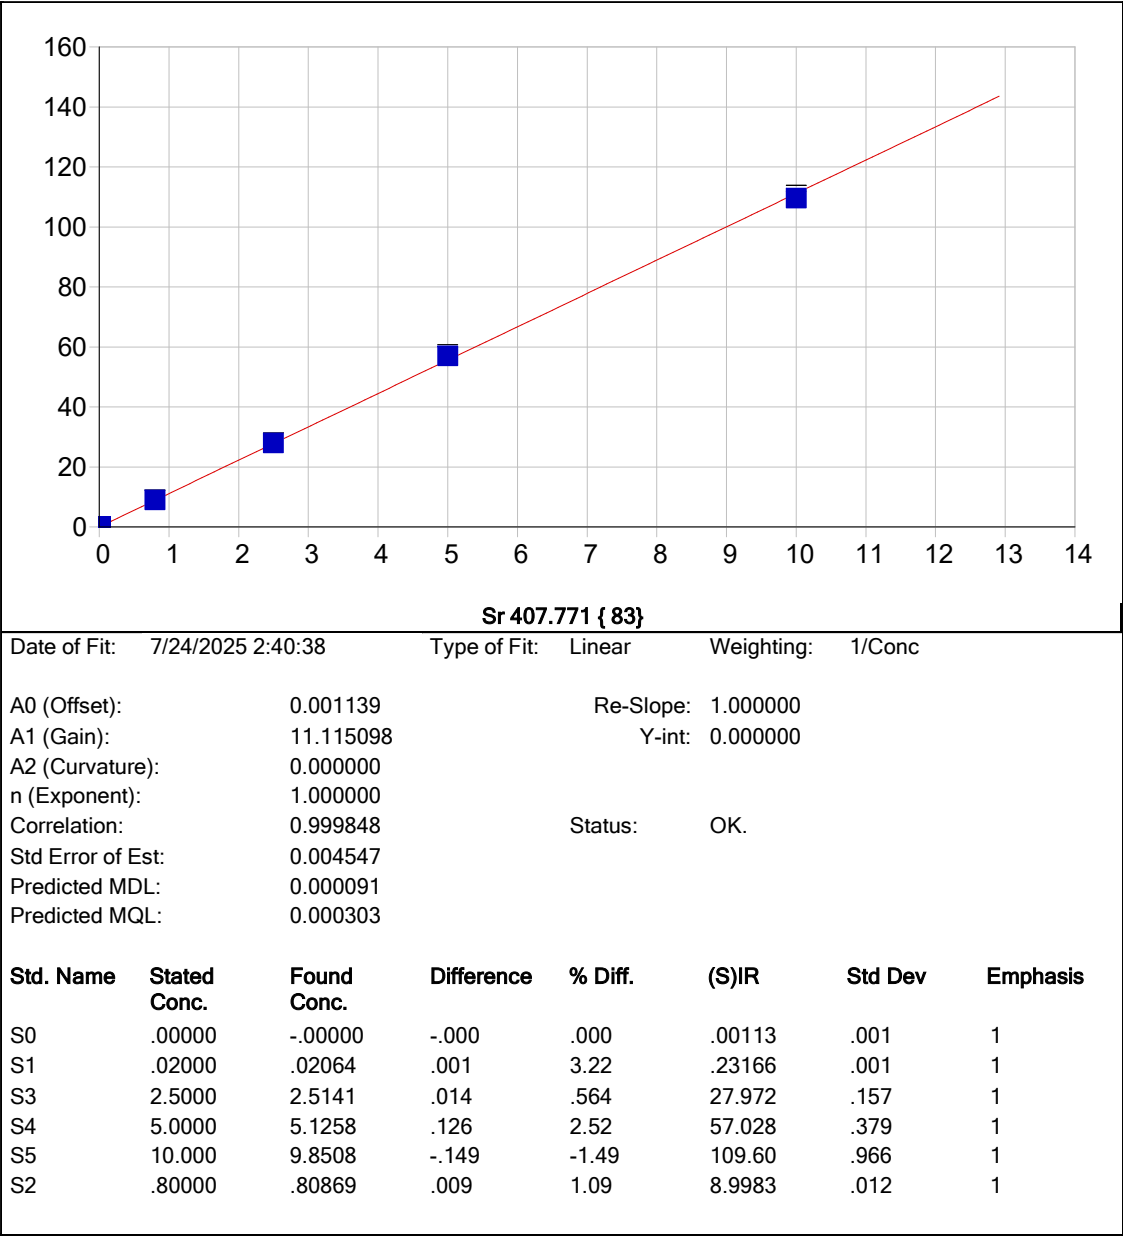 160
140
120
100
80
60
40
20
0
0 1 2 3 4 5 6 7 8 9 10 11 12 13 14
Sr 407.771 { 83}
Date of Fit: 7/24/2025 2:40:38 Type of Fit: Linear Weighting: 1/Conc
A0 (Offset): 0.001139 Re-Slope: 1.000000
A1 (Gain): 11.115098 Y-int: 0.000000
A2 (Curvature): 0.000000
n (Exponent): 1.000000
Correlation: 0.999848 Status: OK.
Std Error of Est: 0.004547
Predicted MDL: 0.000091
Predicted MQL: 0.000303
Std. Name Stated Found Difference % Diff. (S)IR Std Dev Emphasis
Conc. Conc.
S0 .00000 -.00000 -.000 .000 .00113 .001 1
S1 .02000 .02064 .001 3.22 .23166 .001 1
S3 2.5000 2.5141 .014 .564 27.972 .157 1
S4 5.0000 5.1258 .126 2.52 57.028 .379 1
S5 10.000 9.8508 -.149 -1.49 109.60 .966 1
S2 .80000 .80869 .009 1.09 8.9983 .012 1